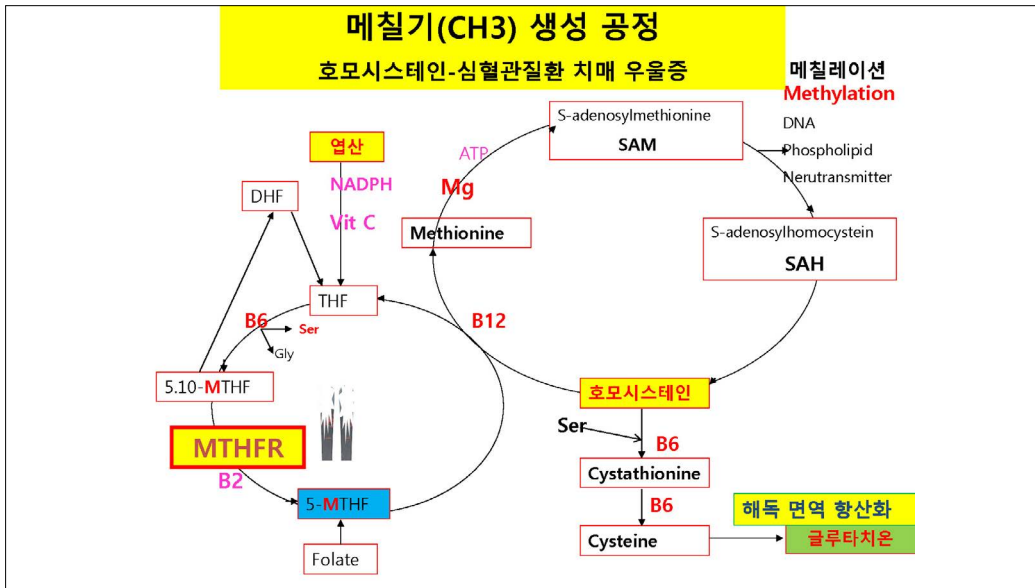 메칠기(CH3) 생성 공정
호모시스테인-심혈관질환 치매 우울증
메칠레이션
Methylation
DNA
Phospholipid
Nerutransmitter
S-adenosylmethionine
SAM
엽산
ATP
NADPH
Mg
DHF
Vit C
Methionine
S-adenosylhomocystein
SAH
THF
B6
Ser
B12
Gly
5.10-MTHF
호모시스테인
Ser
B6
MTHFR
B2
Cystathionine
5-MTHF
B6
해독 면역 항산화
Cysteine
글루타치온
Folate